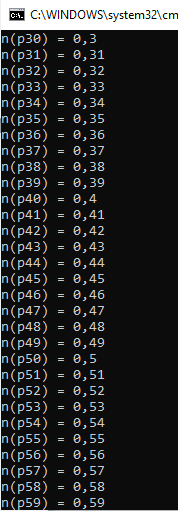 C:\WINDOWS\system32\cm
n(p30) = 0,3
n(p31) = 0,31
n(p32) = 0,32
n(p33) = 0,33
n(p34) = 0,34
n(p35) = 0,35
n(p36) = 0,36
n(p37) = 0,37
n(p38) = 0,38
n(p39) = 0,39
n(p40) = 0,4
n(p41) = 0,41
n(p42) = 0,42
n(p43) = 0,43
n(p44) = 0,44
n(p45) = 0,45
n(p46) = 0,46
n(p47) = 0,47
n(p48) = 0,48
n(p49) = 0,49
n(p50) = 0,5
n(p51) = 0,51
n(p52) = 0,52
n(p53) = 0,53
n(p54) = 0,54
n(p55) = 0,55
n(p56) = 0,56
n(p57) = 0,57
n(p58) = 0,58
n(p59) = 0,59